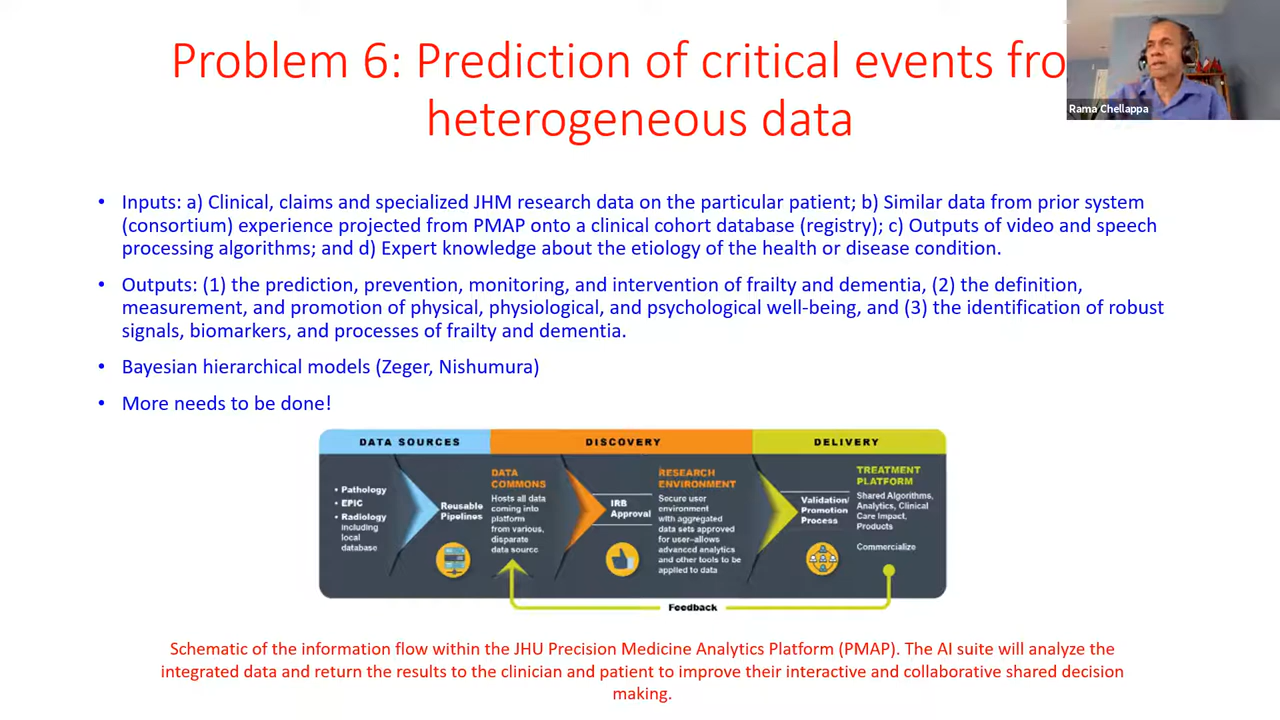 Problem 6: Prediction of critical events fro
heterogeneous data
Rama Chellappa
• Inputs: a) Clinical, claims and specialized JHM research data on the particular patient; b) Similar data from prior system
(consortium) experience projected from PMAP onto a clinical cohort database (registry); c) Outputs of video and speech
processing algorithms; and d) Expert knowledge about the etiology of the health or disease condition.
• Outputs: (1) the prediction, prevention, monitoring, and intervention of frailty and dementia, (2) the definition,
measurement, and promotion of physical, physiological, and psychological well-being, and (3) the identification of robust
signals, biomarkers, and processes of frailty and dementia.
• Bayesian hierarchical models (Zeger, Nishumura)
• More needs to be done!
DATA SOURCES
DISCOVERY
DELIVERY
• Pathology
• EPIC
• Radiology
including
local
database
Reusable
Pipelines
DATA
COMMONS
Hosts all data
coming into
platform
from various,
disparate
data source
IRB
Approval
RESEARCH
ENVIRONMENT
Secure user
environment
with aggregated
data sets approved
for user–allows
advanced analytics
and other tools to be
applied to data
Validation/
Promotion
Process
TREATMENT
PLATFORM
Shared Algorithms,
Analytics, Clinical
Care Impact,
Products
Commercialize
Feedback
Schematic of the information flow within the JHU Precision Medicine Analytics Platform (PMAP). The AI suite will analyze the
integrated data and return the results to the clinician and patient to improve their interactive and collaborative shared decision
making.